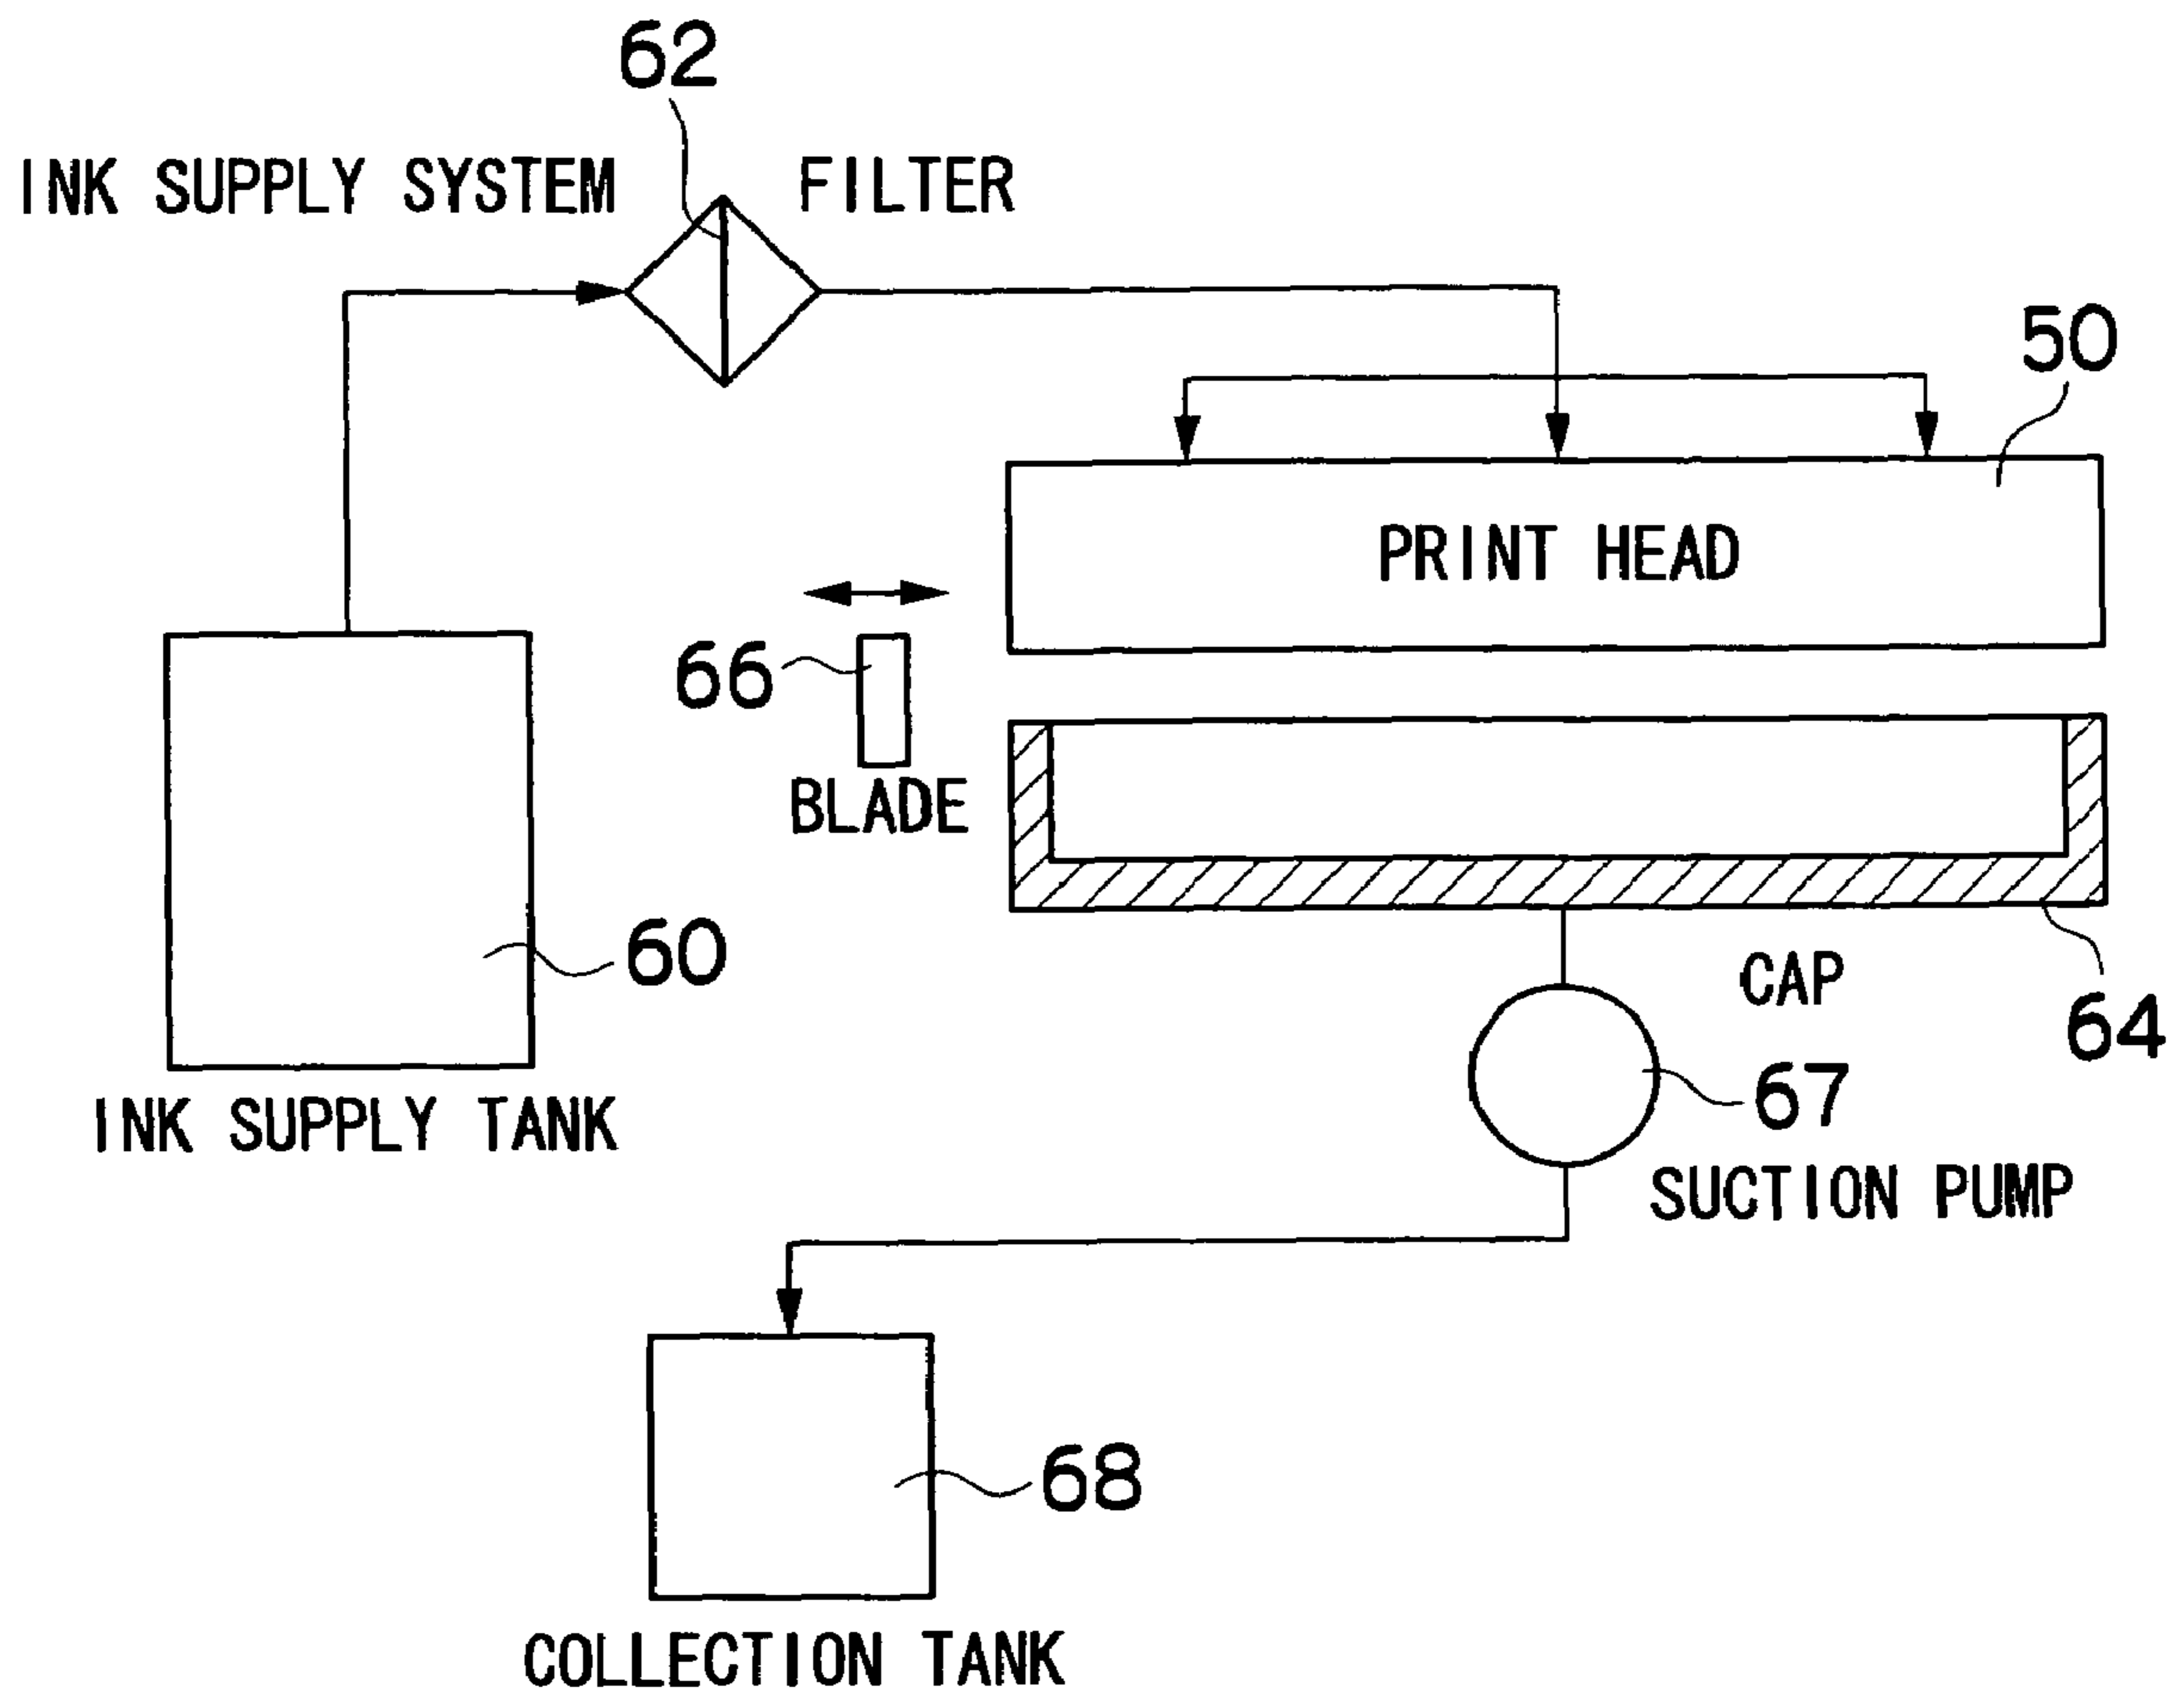 62
INK SUPPLY SYSTEM
FILTER
50
PRINT HEAD
66
BLADE
60
CAP
64
67
INK SUPPLY TANK
SUCTION PUMP
68
COLLECTION TANK